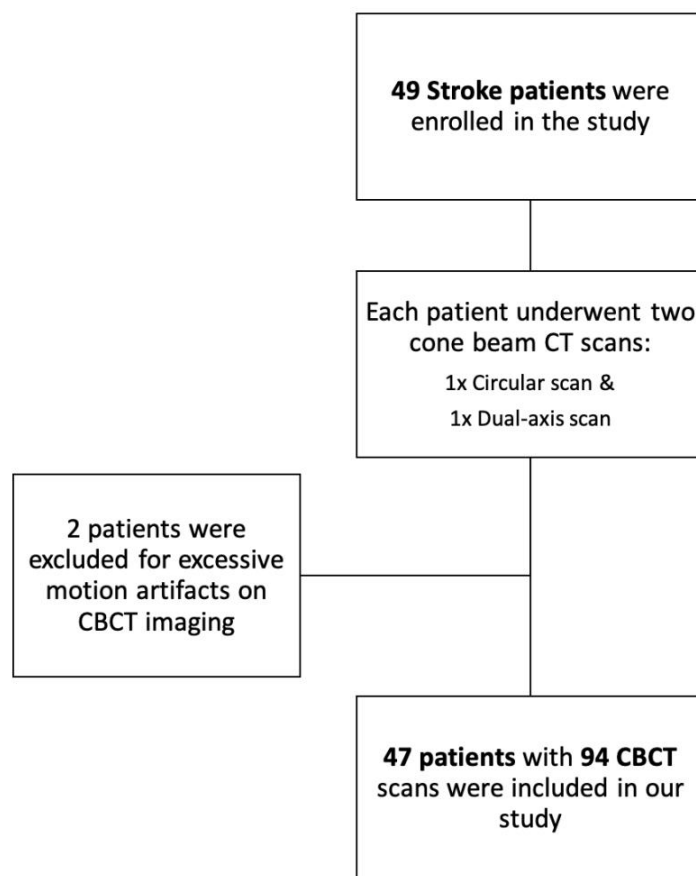 49 Stroke patients were
enrolled in the study
Each patient underwent two
cone beam CT scans:
1x Circular scan &
1x Dual-axis scan
2 patients were
excluded for excessive
motion artifacts on
CBCT imaging
47 patients with 94 CBCT
scans were included in our
study